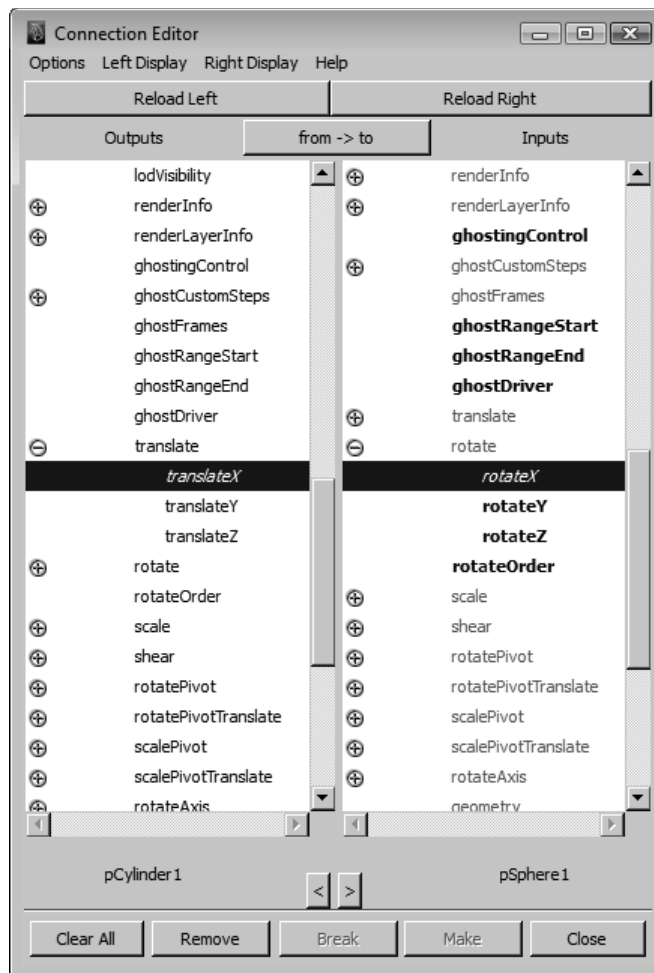 Connection Editor
Options Left Display Right Display Help
Reload Left Reload Right
Outputs from -> to Inputs
lodVisibility renderInfo
renderInfo renderLayerInfo
renderLayerInfo ghostingControl
ghostingControl ghostCustomSteps
ghostCustomSteps ghostFrames
ghostFrames ghostRangeStart
ghostRangeStart ghostRangeEnd
ghostRangeEnd ghostDriver
ghostDriver translate
translate rotate
translateX rotateX
translateY rotateY
translateZ rotateZ
rotate rotateOrder
rotateOrder scale
scale shear
shear rotatePivot
rotatePivot rotatePivotTranslate
rotatePivotTranslate scalePivot
scalePivot scalePivotTranslate
scalePivotTranslate rotateAxis
rotateAxis geometry
pCylinder1 < > pSphere1
Clear All Remove Break Make Close